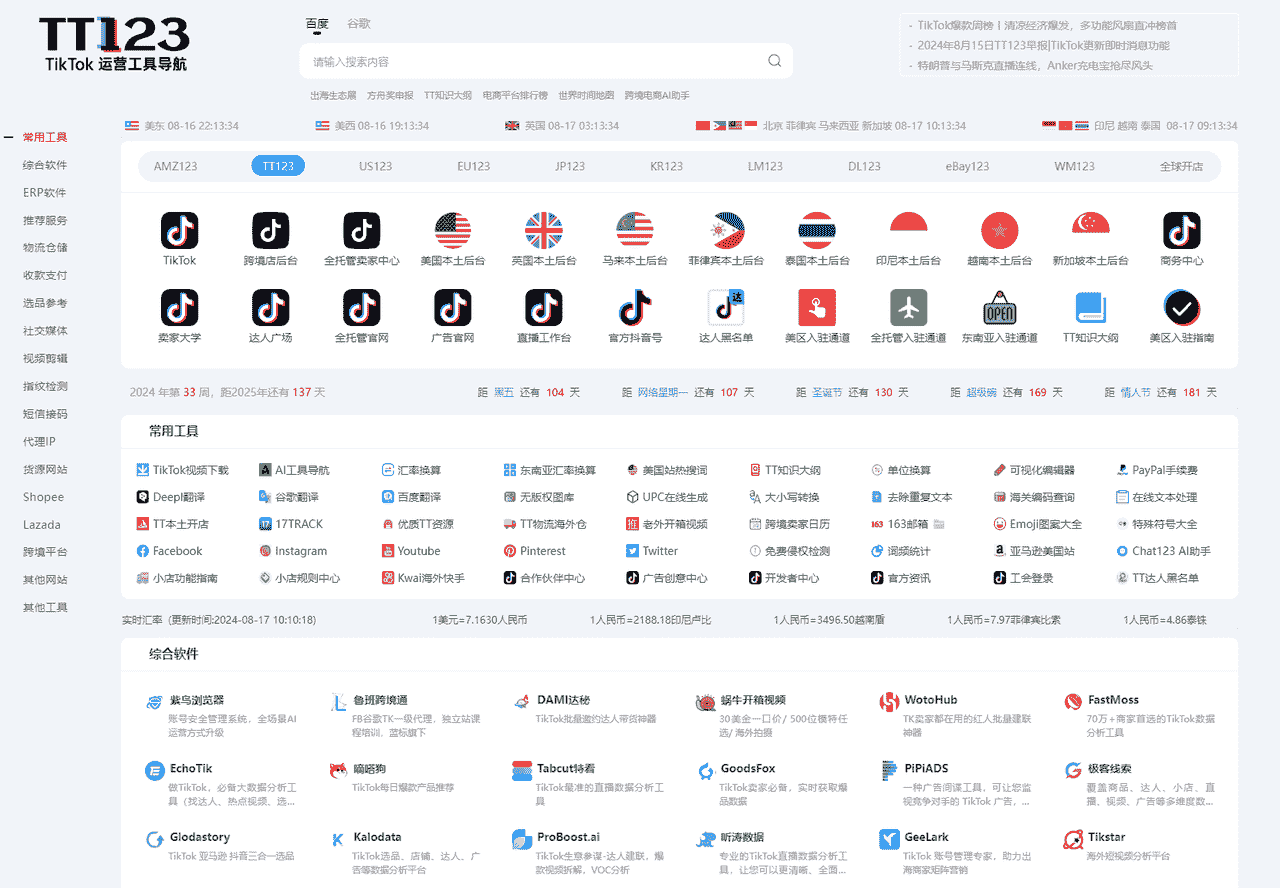 TT123
TikTok 运营工具导航
百度 谷歌
请输入搜索内容
出海生态展 方舟奖申报 TT知识大纲 电商平台排行榜 世界时间地图 跨境电商AI助手
- TikTok爆款周榜丨清凉经济爆发，多功能风扇直冲榜首
- 2024年8月15日TT123早报|TikTok更新即时消息功能
- 特朗普与马斯克直播连线，Anker充电宝抢尽风头
美东 08-16 22:13:34 美西 08-16 19:13:34 英国 08-17 03:13:34 北京 菲律宾 马来西亚 新加坡 08-17 10:13:34 印尼 越南 泰国 08-17 09:13:34
常用工具
综合软件
ERP软件
推荐服务
物流仓储
收款支付
选品参考
社交媒体
视频剪辑
指纹检测
短信接码
代理IP
货源网站
Shopee
Lazada
跨境平台
其他网站
其他工具
AMZ123 TT123 US123 EU123 JP123 KR123 LM123 DL123 eBay123 WM123 全球开店
TikTok 跨境店后台 全托管卖家中心 美国本土后台 英国本土后台 马来本土后台 菲律宾本土后台 泰国本土后台 印尼本土后台 越南本土后台 新加坡本土后台 商务中心
达
OPEN
卖家大学 达人广场 全托管官网 广告官网 直播工作台 官方抖音号 达人黑名单 美区入驻通道 全托管入驻通道 东南亚入驻通道 TT知识大纲 美区入驻指南
2024 年第 33 周，距2025年还有 137 天 距 黑五 还有 104 天 距 网络星期一 还有 107 天 距 圣诞节 还有 130 天 距 超级碗 还有 169 天 距 情人节 还有 181 天
常用工具
TikTok视频下载 AI工具导航 汇率换算 东南亚汇率换算 美国站热搜词 TT知识大纲 单位换算 可视化编辑器 PayPal手续费
Deepl翻译 谷歌翻译 百度翻译 无版权图库 UPC在线生成 大小写转换 去除重复文本 海关编码查询 在线文本处理
TT本土开店 17TRACK 优质TT资源 TT物流海外仓 老外开箱视频 跨境卖家日历 163邮箱 Emoji图案大全 特殊符号大全
Facebook Instagram Youtube Pinterest Twitter 免费侵权检测 词频统计 亚马逊美国站 Chat123 AI助手
小店功能指南 小店规则中心 Kwai海外快手 合作伙伴中心 广告创意中心 开发者中心 官方资讯 工会登录 TT达人黑名单
实时汇率 (更新时间:2024-08-17 10:10:18) 1美元=7.1630人民币 1人民币=2188.18印尼卢比 1人民币=3496.50越南盾 1人民币=7.97菲律宾比索 1人民币=4.86泰铢
综合软件
紫鸟浏览器 鲁班跨境通 DAMI达秘 蜗牛开箱视频 WotoHub FastMoss
账号安全管理系统，全场景AI FB谷歌TK一级代理，独立站课 TikTok批量邀约达人带货神器 30美金一口价/ 500位模特任 TK卖家都在用的红人批量建联 70万+商家首选的TikTok数据
运营方式升级 程培训，蓝标旗下 选/ 海外拍摄 神器 分析工具
EchoTik 嘀嗒狗 Tabcut特看 GoodsFox PiPiADS 极客线索
做TikTok，必备大数据分析工 TikTok每日爆款产品推荐 TikTok最准的直播数据分析工 TikTok卖家必备，实时获取爆 一种广告间谍工具，可让您监 覆盖商品、达人、小店、直
具（找达人、热点视频、选... 具 品数据 视竞争对手的 TikTok 广告，... 播、视频、广告等多维度数...
Glodastory Kalodata ProBoost.ai 昕涛数据 GeeLark Tikstar
TikTok 亚马逊 抖音三合一选品 TikTok选品、店铺、达人、广 TikTok生意参谋-达人建联，爆 专业的TikTok直播数据分析工 TikTok 账号管理专家，助力出 海外短视频分析平台
告等数据分析平台 款视频拆解，VOC分析 具，让您可以更清晰、全面... 海商家矩阵营销